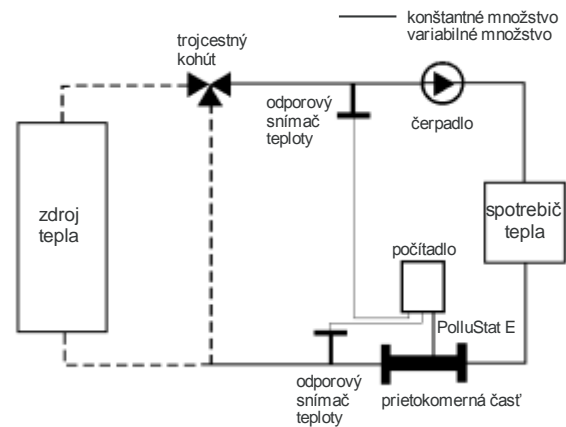 konštantné množstvo
variabilné množstvo
trojcestný
kohút
odporový
snímač
teploty
čerpadlo
zdroj
tepla
spotrebič
tepla
počítadlo
PolluStat E
odporový
snímač
teploty
prietokomerná časť